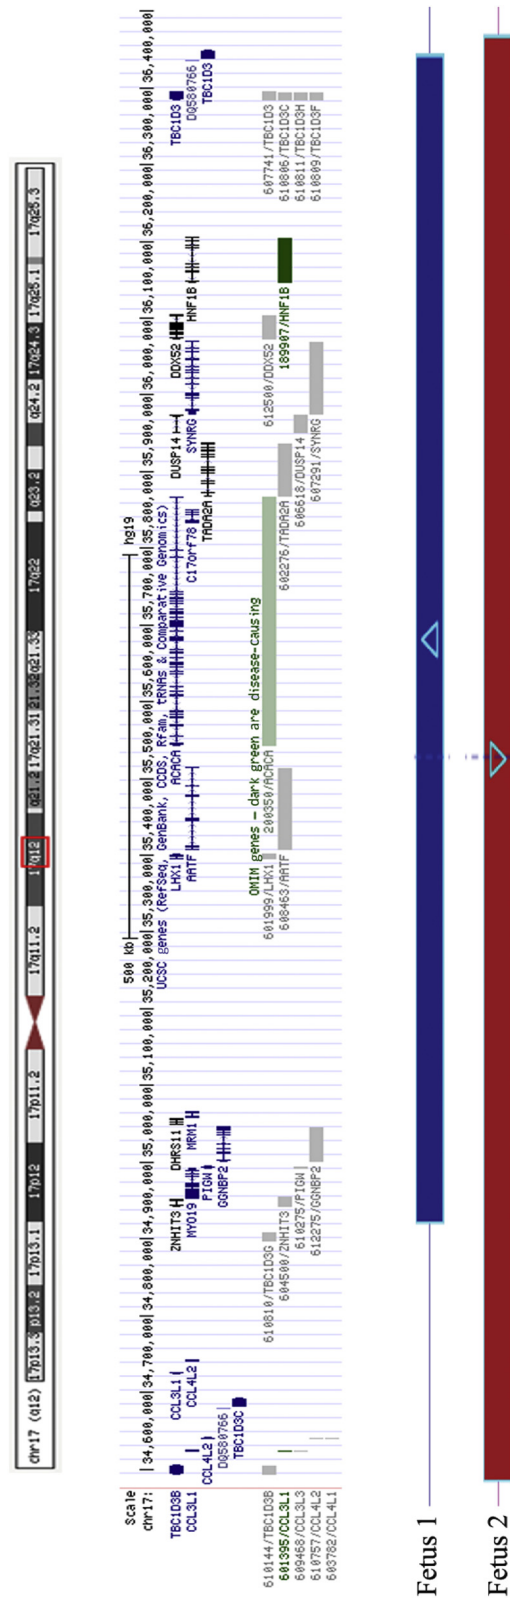 chr17 (q12) 17p13.3 p13.2 17p13.1 17p12 17p11.2 17q11.2 17q12 q21.2 17q21.31 21.32 q21.33 17q22 q23.2 q24.2 17q24.3 17q25.1 17q25.3
Scale 500 kb hg19
chr17: |34,600,000| 34,700,000| 34,800,000| 34,900,000| 35,000,000| 35,100,000| 35,200,000| 35,300,000| 35,400,000| 35,500,000| 35,600,000| 35,700,000| 35,800,000| 35,900,000| 36,000,000| 36,100,000| 36,200,000| 36,300,000| 36,400,000|
UCSC genes (RefSeq, GenBank, CCDS, Rfam, tRNAs & Comparative Genomics)
TBC1D3B CCL3L1 ZNHIT3 DHRS11 LHX1 ACACA DUSP14 DDX52 TBC1D3
CCL3L1 CCL4L2 MYO19 MRM1 AATF C17orf78 SYNRG HNF1B DQ580766
CCL4L2 PIGW TADA2A TBC1D3
DQ580766 GGNBP2
TBC1D3C
OMIM genes – dark green are disease-causing
610144/TBC1D3B 610810/TBC1D3G 601999/LHX1 200350/ACACA 612500/DDX52 607741/TBC1D3
601395/CCL3L1 604500/ZNHIT3 608463/AATF 602276/TADA2A 189907/HNF1B 610806/TBC1D3C
609468/CCL3L3 610275/PIGW 606618/DUSP14 610811/TBC1D3H
610757/CCL4L2 612275/GGNBP2 607291/SYNRG 610809/TBC1D3F
603782/CCL4L1
Fetus 1
Fetus 2